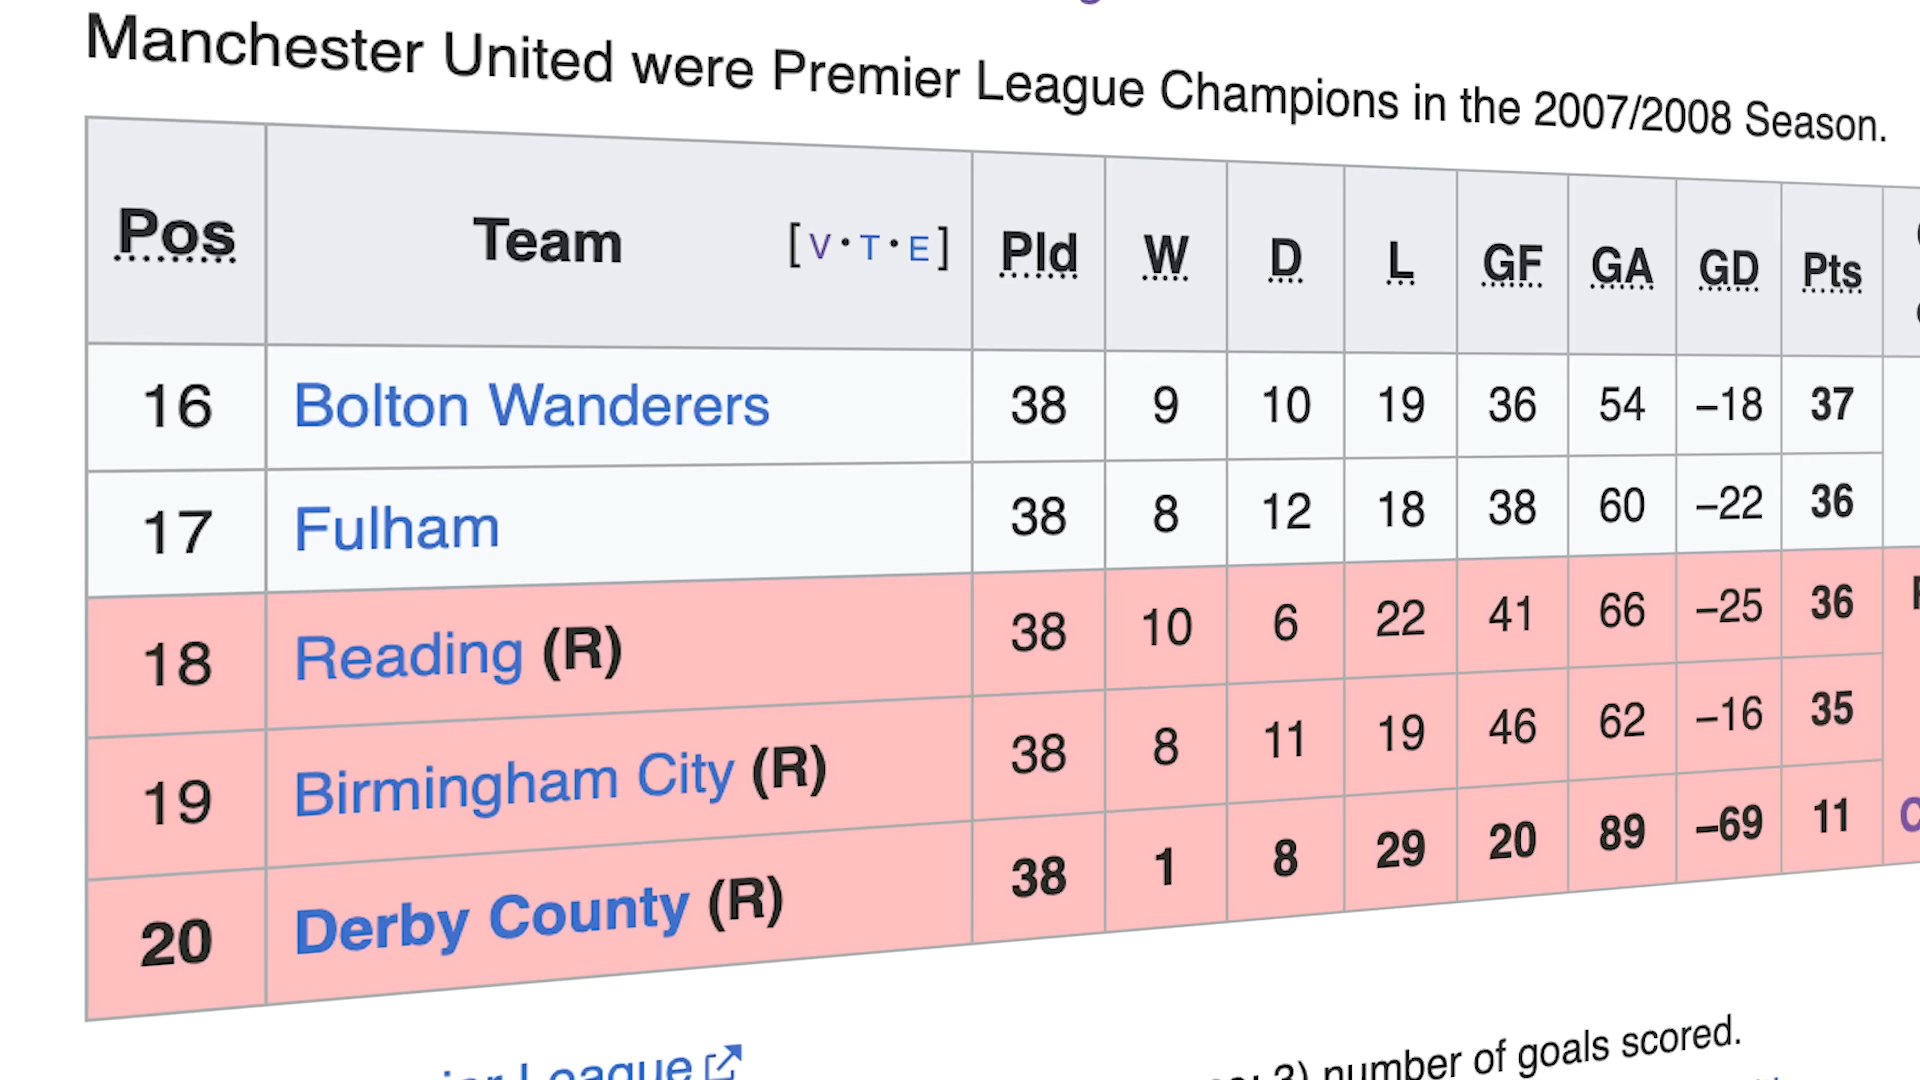 Manchester United were Premier League Champions in the 2007/2008 Season.
Pos Team [V·T·E] Pld W D L GF GA GD Pts
16 Bolton Wanderers 38 9 10 19 36 54 −18 37
17 Fulham 38 8 12 18 38 60 −22 36
18 Reading (R) 38 10 6 22 41 66 −25 36
19 Birmingham City (R) 38 8 11 19 46 62 −16 35
20 Derby County (R) 38 1 8 29 20 89 −69 11
League
3) number of goals scored.